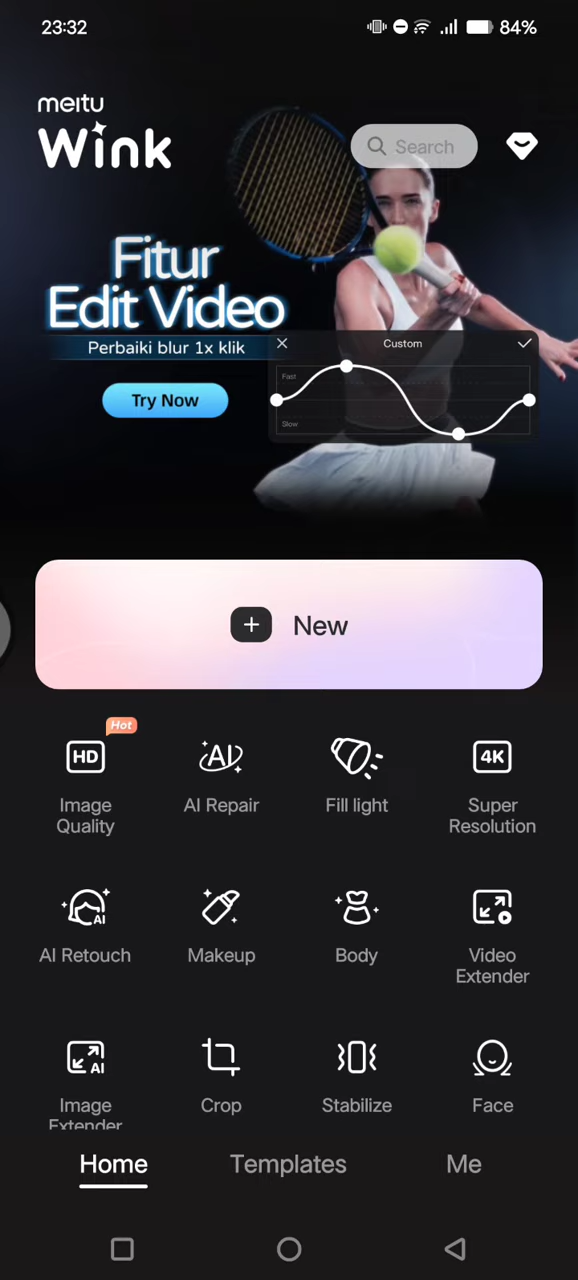 23:32
84%
meitu
Wink
Search
Fitur
Edit Video
Perbaiki blur 1x klik
Custom
Fast
Try Now
Slow
New
Hot
HD
AI
4K
Image
Quality
AI Repair
Fill light
Super
Resolution
AI
AI Retouch
Makeup
Body
Video
Extender
AI
Image
Extender
Crop
Stabilize
Face
Home
Templates
Me